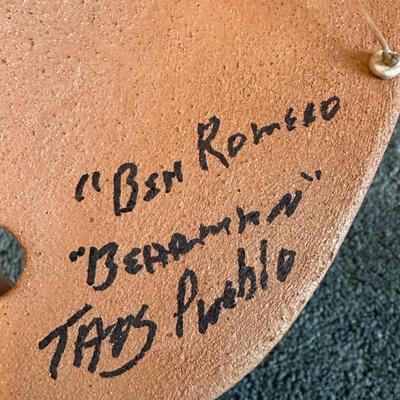 "BEN ROMERO
"BEARMAN"
TAOS Pueblo